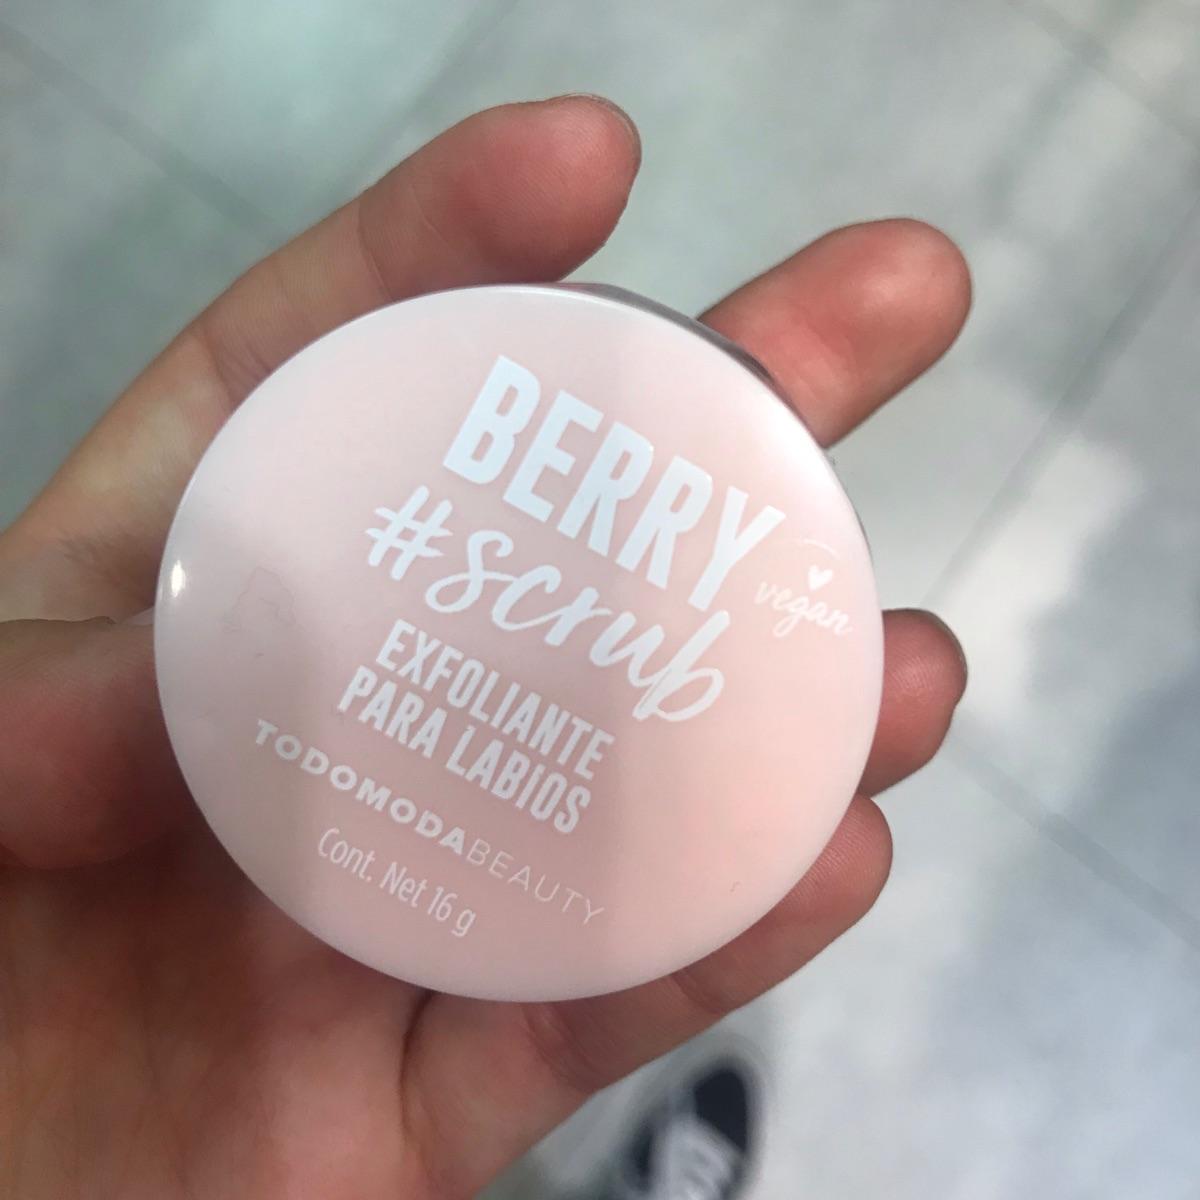 BERRY
#scrub
vegan
EXFOLIANTE
PARA LABIOS
TODOMODABEAUTY
Cont. Net 16 g